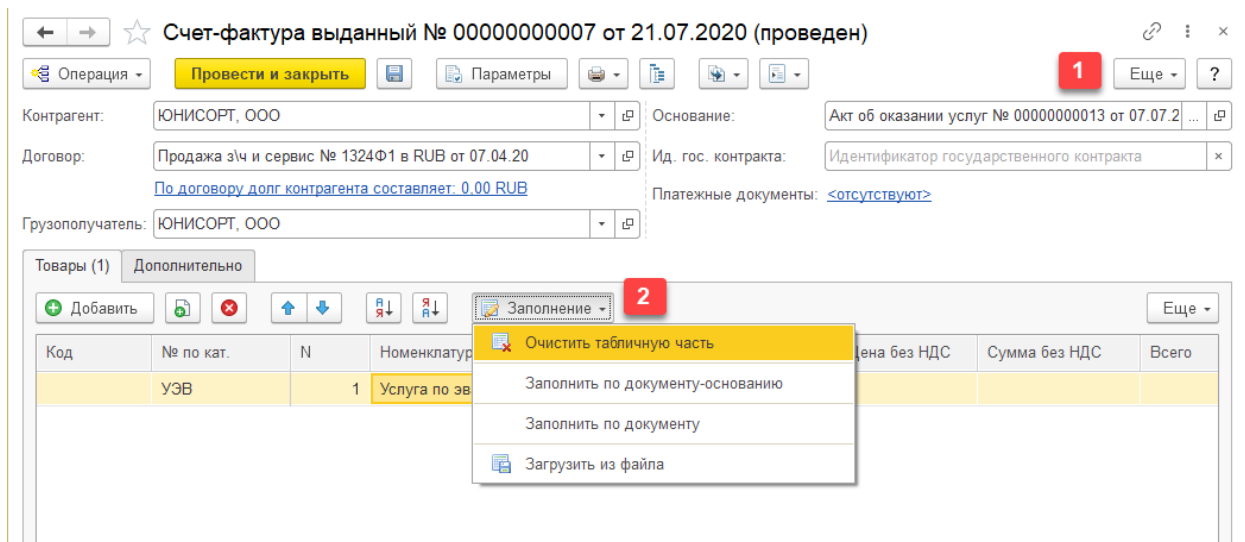 Счет-фактура выданный № 00000000007 от 21.07.2020 (проведен)
Операция Провести и закрыть Параметры 1 Еще ?
Контрагент: ЮНИСОРТ, ООО Основание: Акт об оказании услуг № 00000000013 от 07.07.2 ...
Договор: Продажа з\ч и сервис № 1324Ф1 в RUB от 07.04.20 Ид. гос. контракта: Идентификатор государственного контракта
По договору долг контрагента составляет: 0,00 RUB Платежные документы: <отсутствуют>
Грузополучатель: ЮНИСОРТ, ООО
Товары (1) Дополнительно
Добавить Заполнение 2 Еще
Код № по кат. N Номенклатур Цена без НДС Сумма без НДС Всего
УЭВ 1 Услуга по эв
Очистить табличную часть
Заполнить по документу-основанию
Заполнить по документу
Загрузить из файла